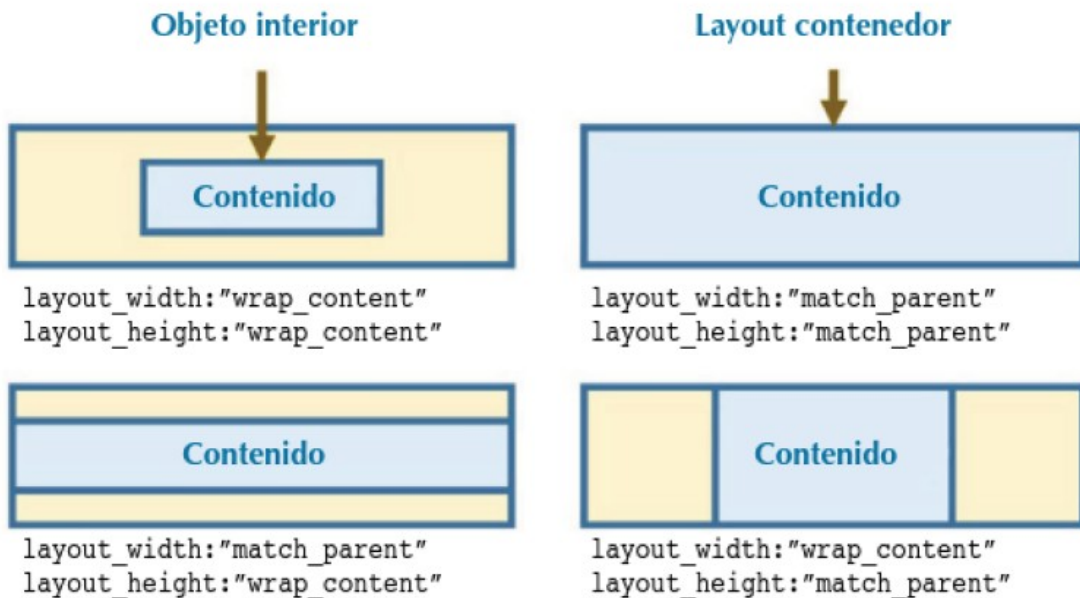 Objeto interior
Layout contenedor
Contenido
Contenido
layout_width:"wrap_content"
layout_height:"wrap_content"
layout_width:"match_parent"
layout_height:"match_parent"
Contenido
Contenido
layout_width:"match_parent"
layout_height:"wrap_content"
layout_width:"wrap_content"
layout_height:"match_parent"